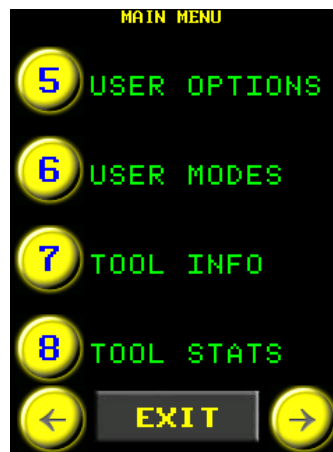 MAIN MENU
5 USER OPTIONS
6 USER MODES
7 TOOL INFO
8 TOOL STATS
← EXIT →